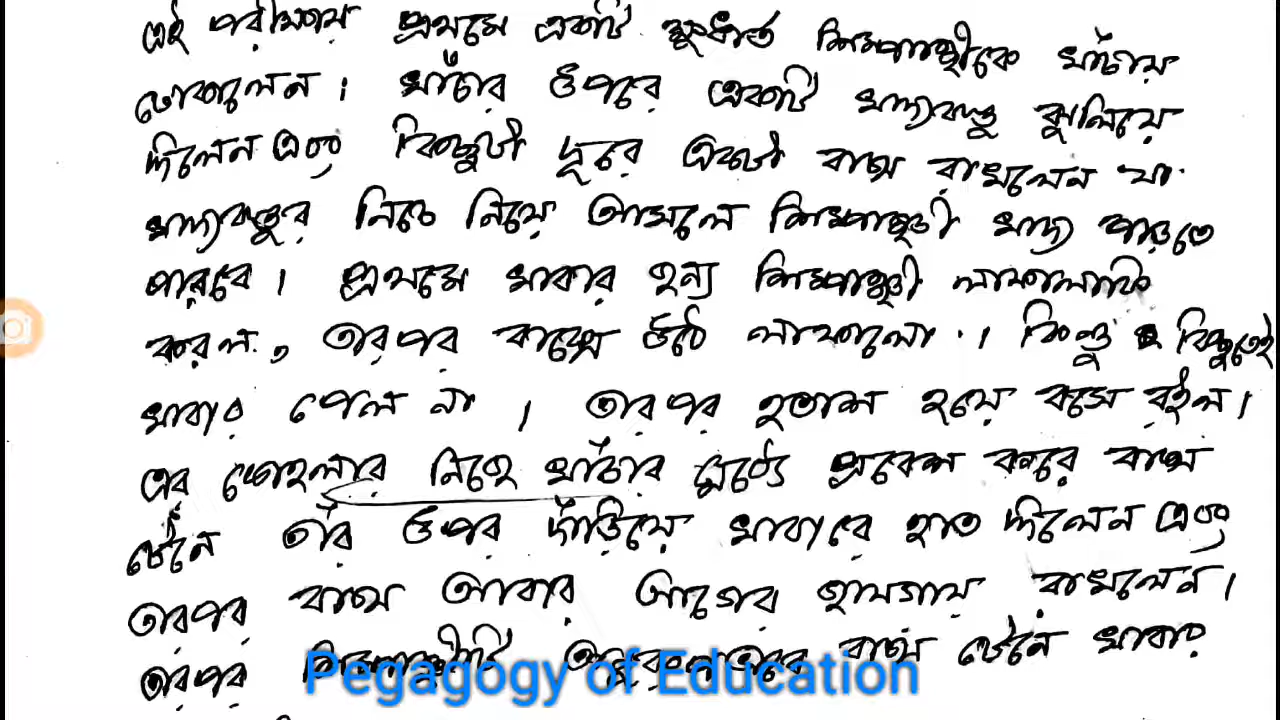 এই পরীক্ষায় প্রথমে একটি ক্ষুধার্ত শিম্পাঞ্জীকে খাঁচায়
ঢোকালেন। খাঁচার উপরে একটি খাদ্যবস্তু ঝুলিয়ে
দিলেন এবং কিছুটা দূরে একটা বাক্স রাখলেন যা
খাদ্যবস্তুর নিচে নিয়ে আসলে শিম্পাঞ্জী খাদ্য পাড়তে
পারবে। প্রথমে খাবার জন্য শিম্পাঞ্জী লাফালাফি
করল, তারপর বাক্সে উঠে লাফালো। কিন্তু কিছুতেই
খাবার পেল না। তারপর হতাশ হয়ে বসে রইল।
এর কোহলার নিজে খাঁচার মধ্যে প্রবেশ করে বাক্স
টেনে তাঁর উপর দাঁড়িয়ে খাবারে হাত দিলেন এবং
তারপর বাক্স আবার আগের জায়গায় রাখলেন।
তারপর শিম্পাঞ্জীটি বাক্স টেনে খাবার
Pegagogy of Education